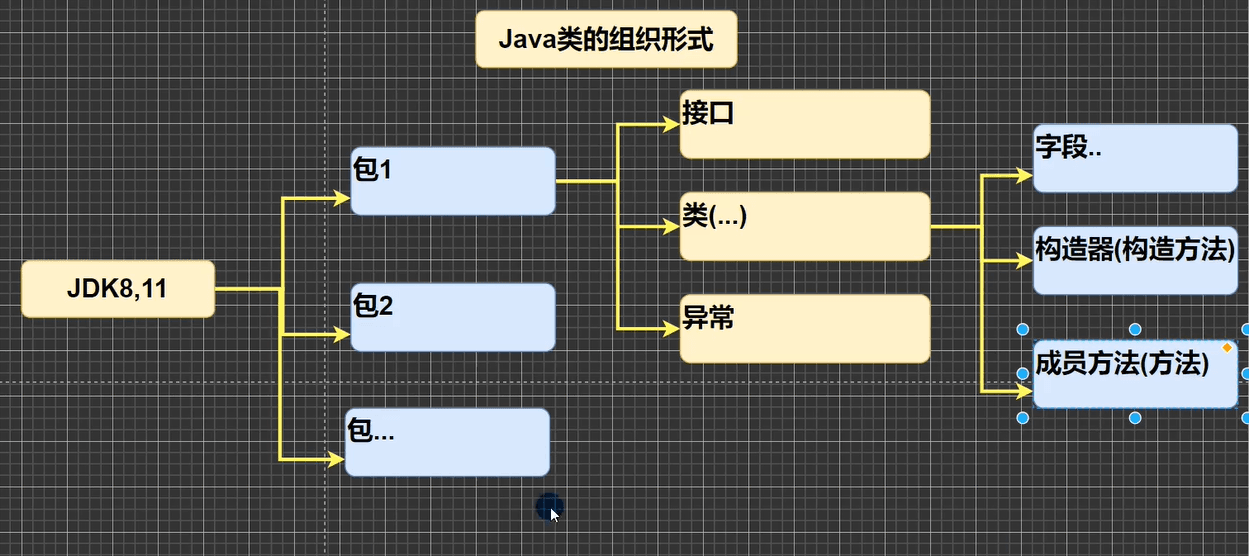 Java类的组织形式
JDK8,11
包1
包2
包...
接口
类(...)
异常
字段..
构造器(构造方法)
成员方法(方法)